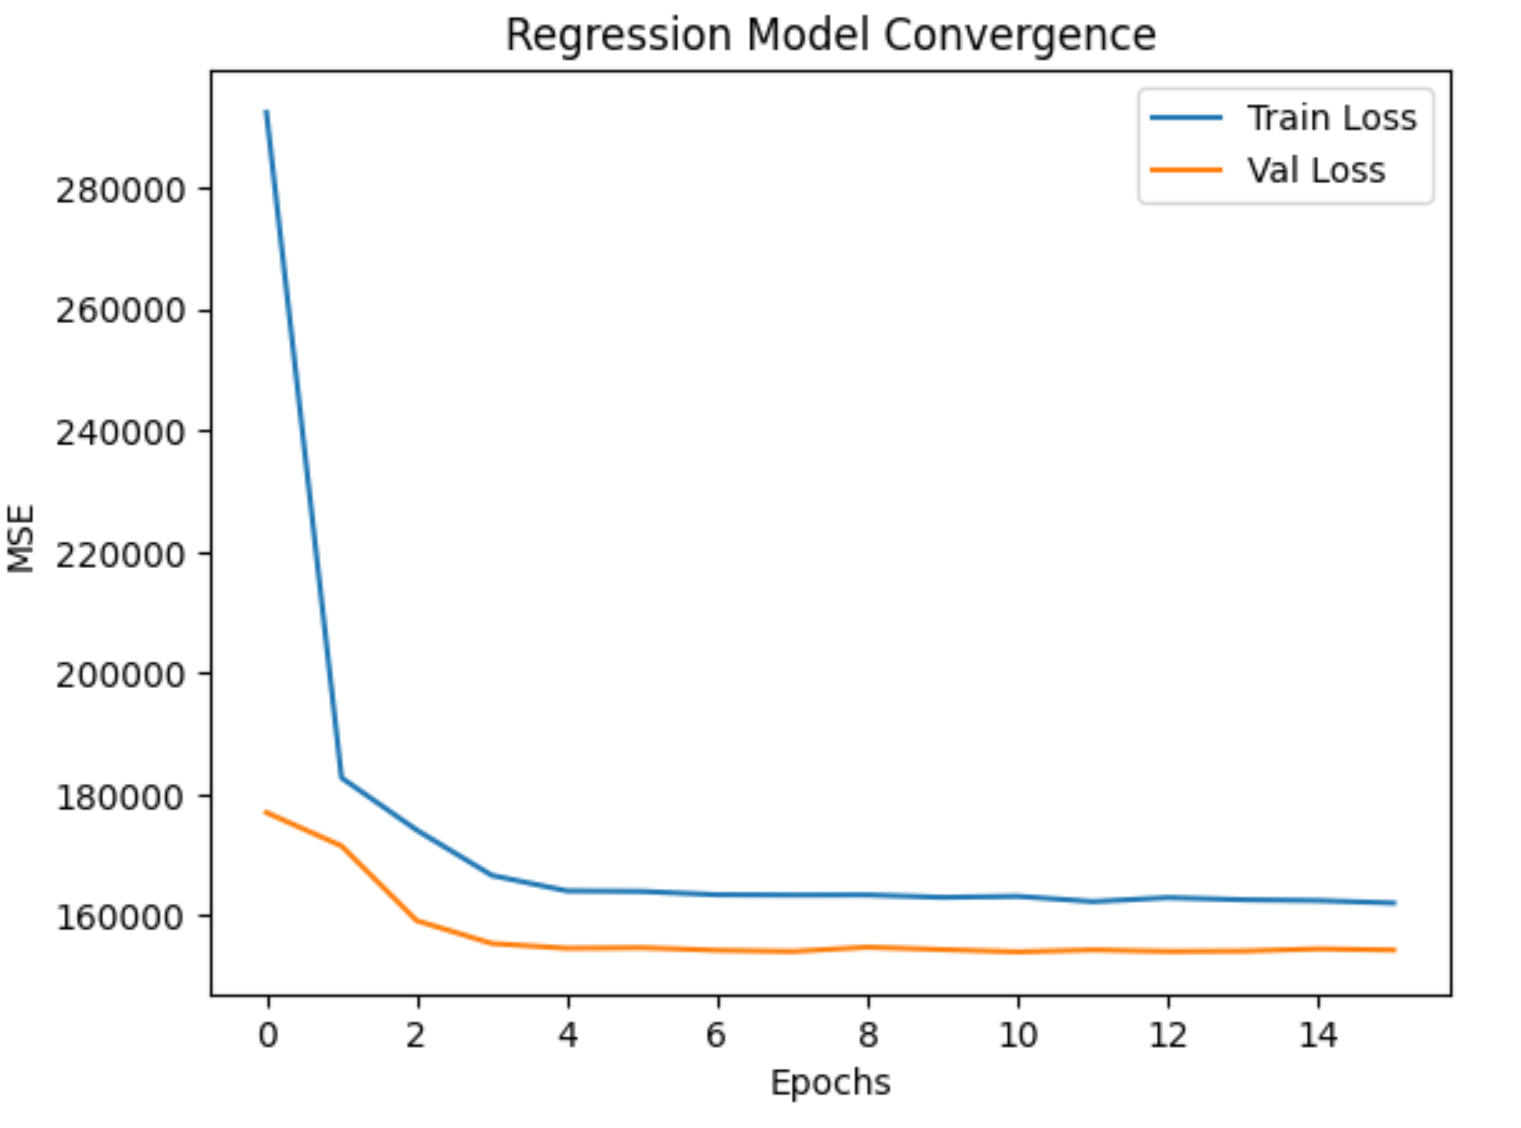 Regression Model Convergence
Train Loss
Val Loss
280000
260000
240000
220000
200000
180000
160000
MSE
0 2 4 6 8 10 12 14
Epochs